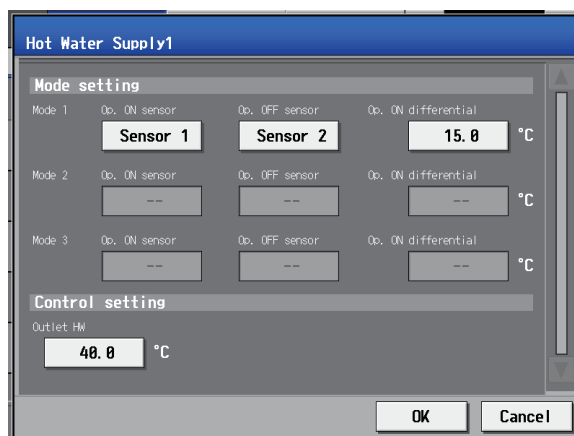 Hot Water Supply1
Mode setting
Mode 1 Op. ON sensor Op. OFF sensor Op. ON differential
Sensor 1 Sensor 2 15.0 °C
Mode 2 Op. ON sensor Op. OFF sensor Op. ON differential
-- -- -- °C
Mode 3 Op. ON sensor Op. OFF sensor Op. ON differential
-- -- -- °C
Control setting
Outlet HW
40.0 °C
OK Cancel